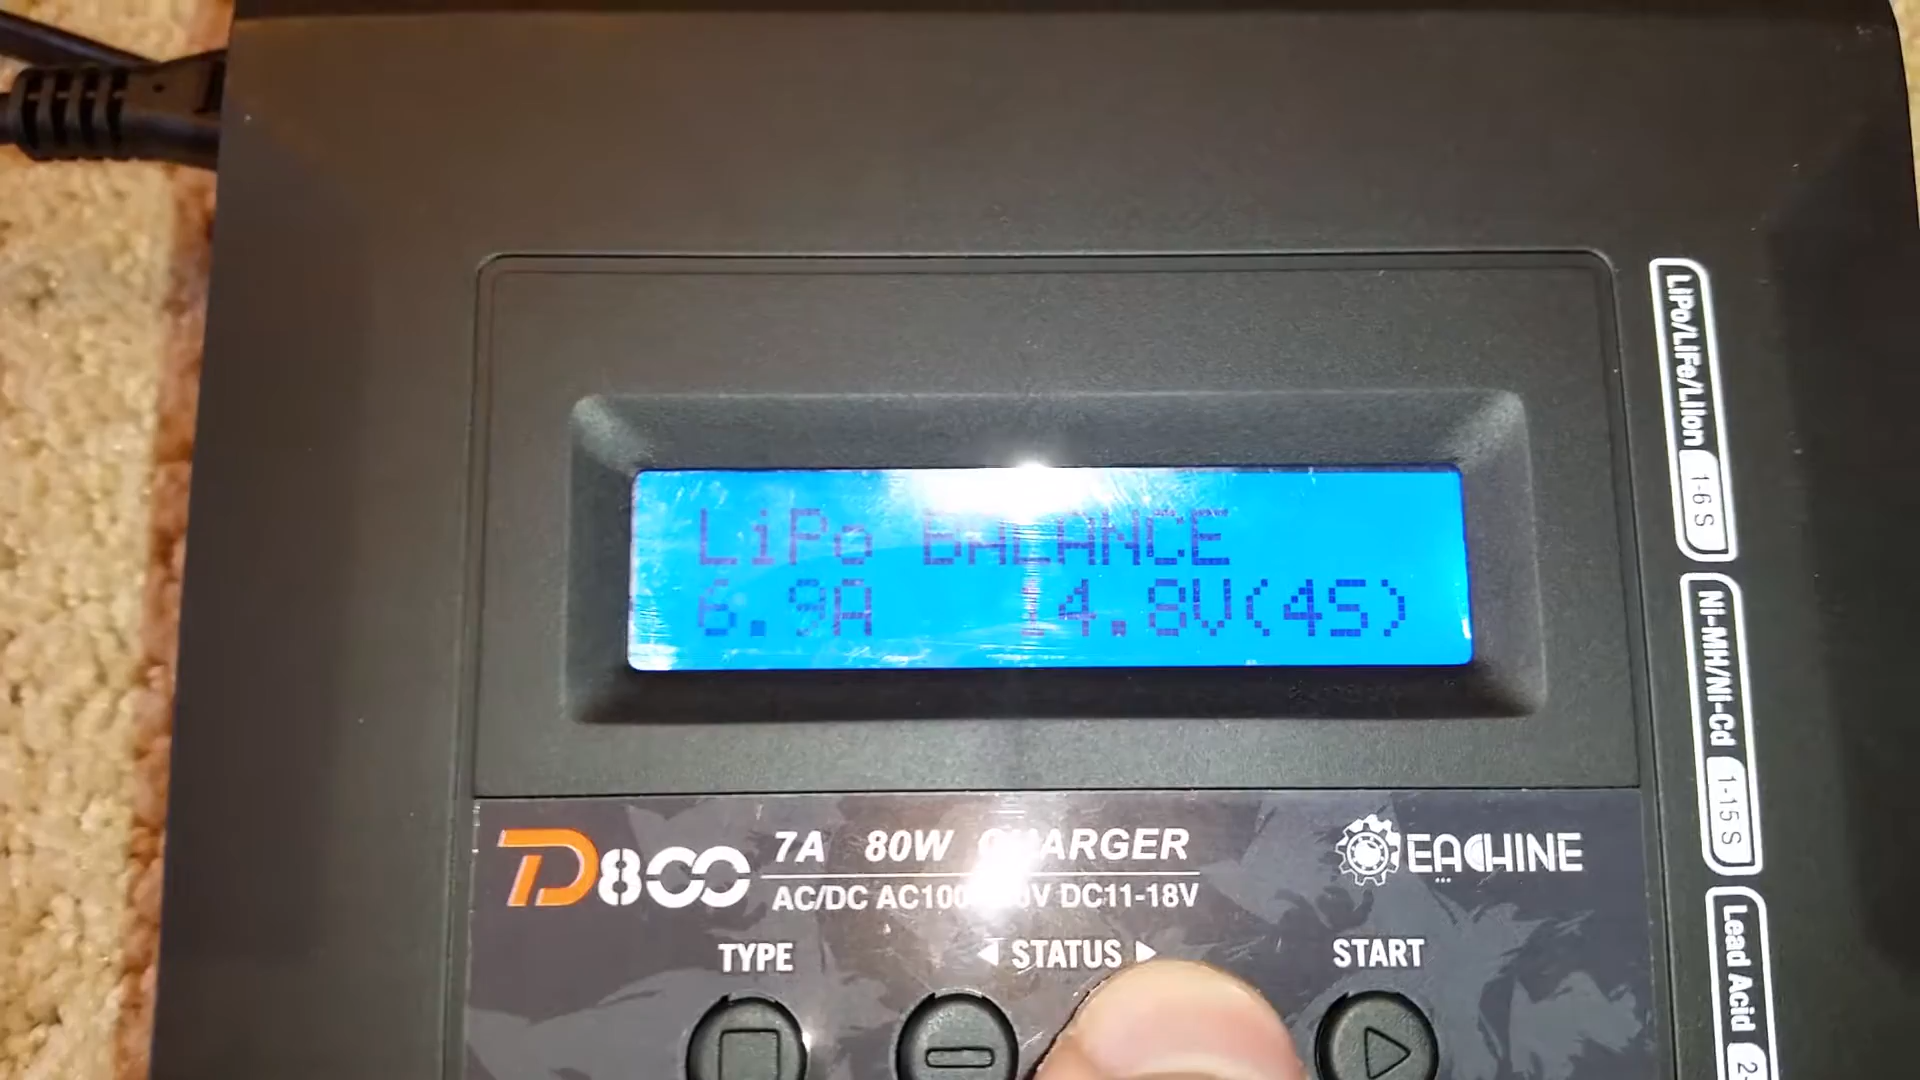 LiPo BALANCE
6.9A 14.8V(4S)
D800
7A 80W CHARGER
AC/DC AC100 V DC11-18V
EACHINE
TYPE
STATUS
START
LiPo/LiFe/LiIon 1-6 S
Ni-MH/Ni-Cd 1-15 S
Lead Acid 2-